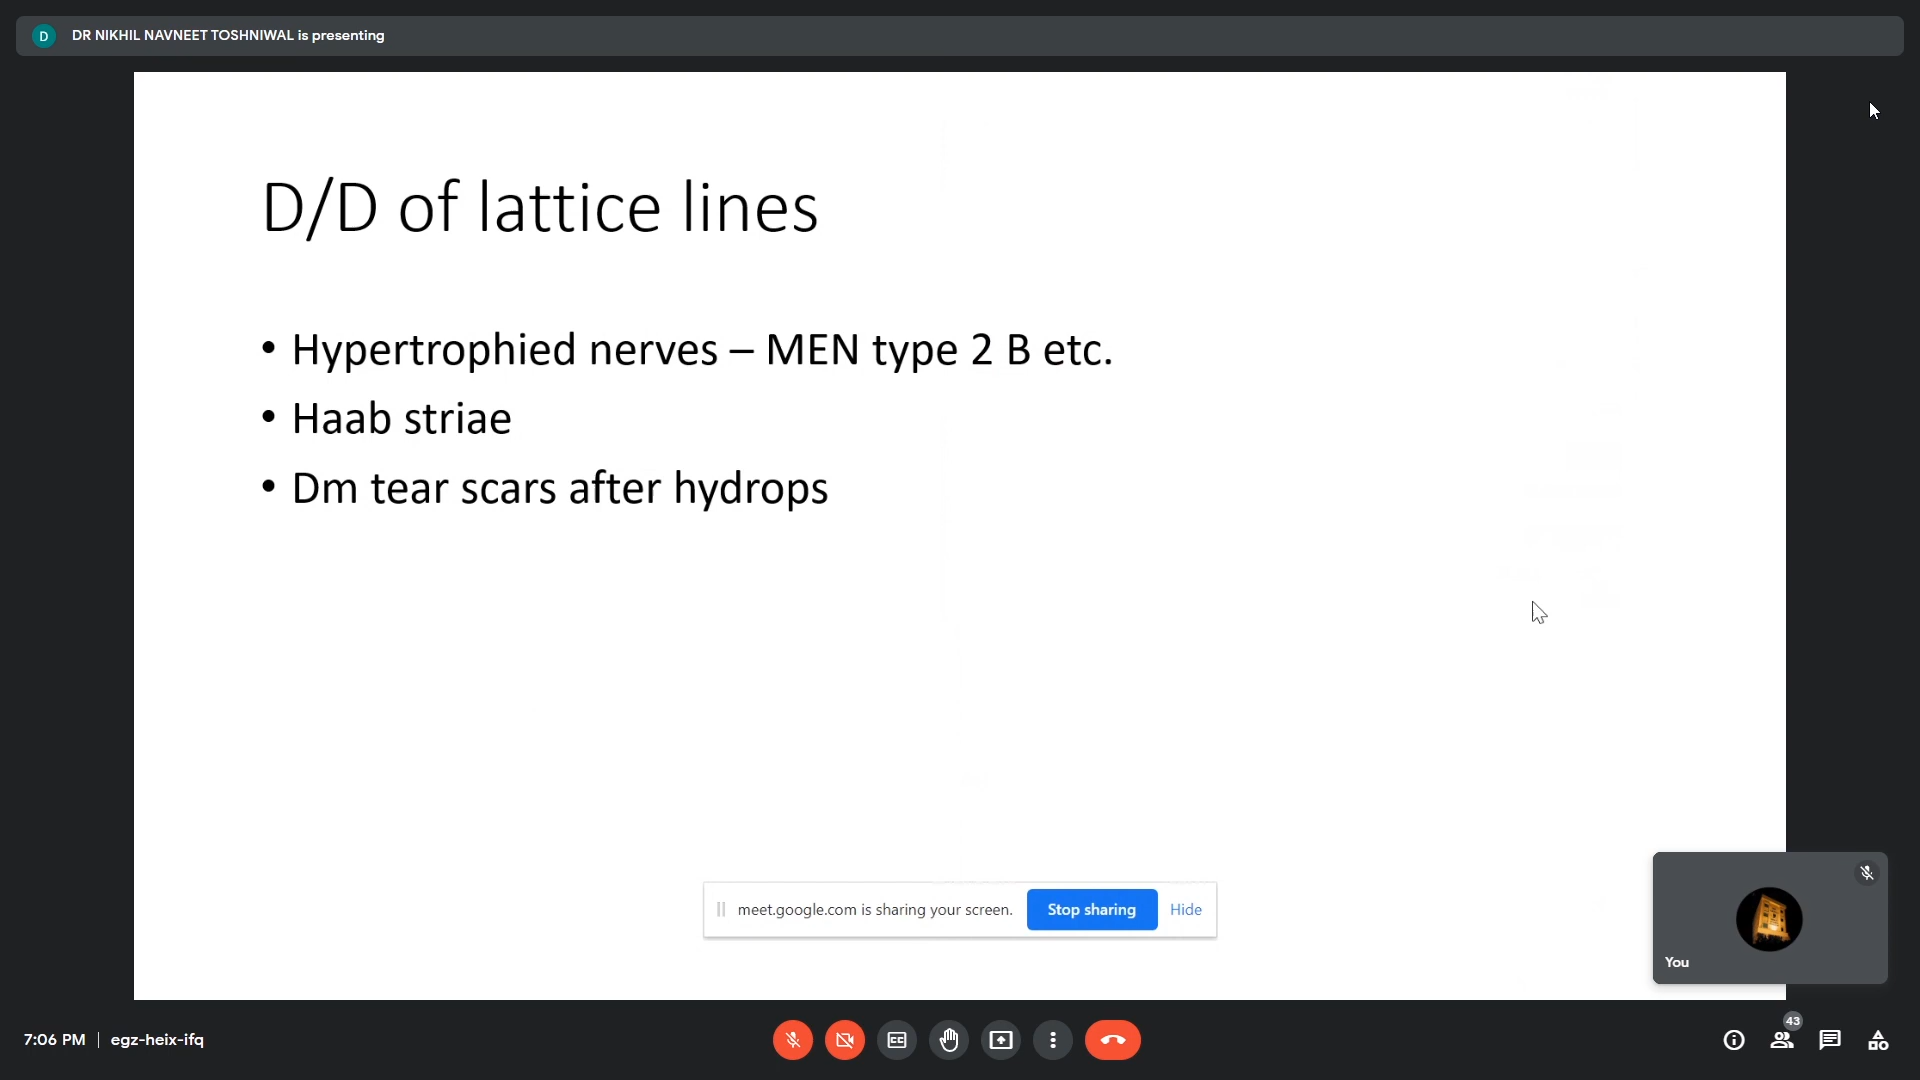 D
DR NIKHIL NAVNEET TOSHNIWAL is presenting
D/D of lattice lines
• Hypertrophied nerves – MEN type 2 B etc.
• Haab striae
• Dm tear scars after hydrops
meet.google.com is sharing your screen. Stop sharing Hide
You
7:06 PM | egz-heix-ifq
43